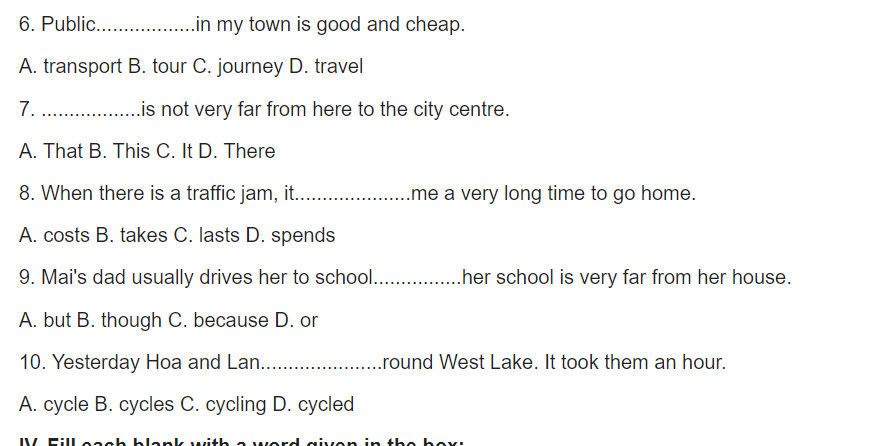 6. Public..................in my town is good and cheap.
A. transport B. tour C. journey D. travel
7. ..................is not very far from here to the city centre.
A. That B. This C. It D. There
8. When there is a traffic jam, it.....................me a very long time to go home.
A. costs B. takes C. lasts D. spends
9. Mai's dad usually drives her to school................her school is very far from her house.
A. but B. though C. because D. or
10. Yesterday Hoa and Lan......................round West Lake. It took them an hour.
A. cycle B. cycles C. cycling D. cycled
IV. Fill each blank with a word given in the box: